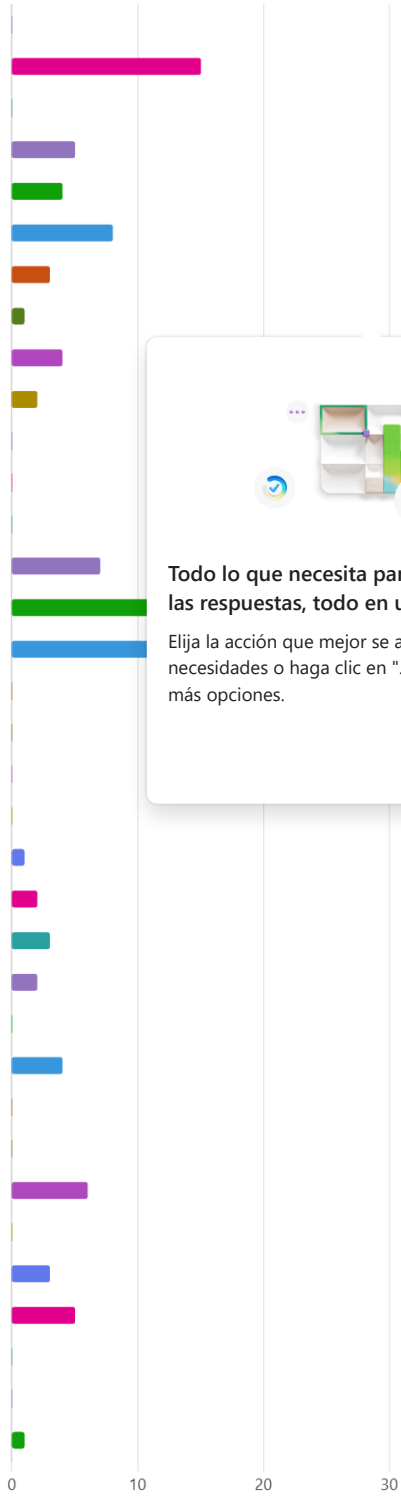 Todo lo que necesita
las respuestas, todo en
Elija la acción que mejor se
necesidades o haga clic en "
más opciones.
0 10 20 30